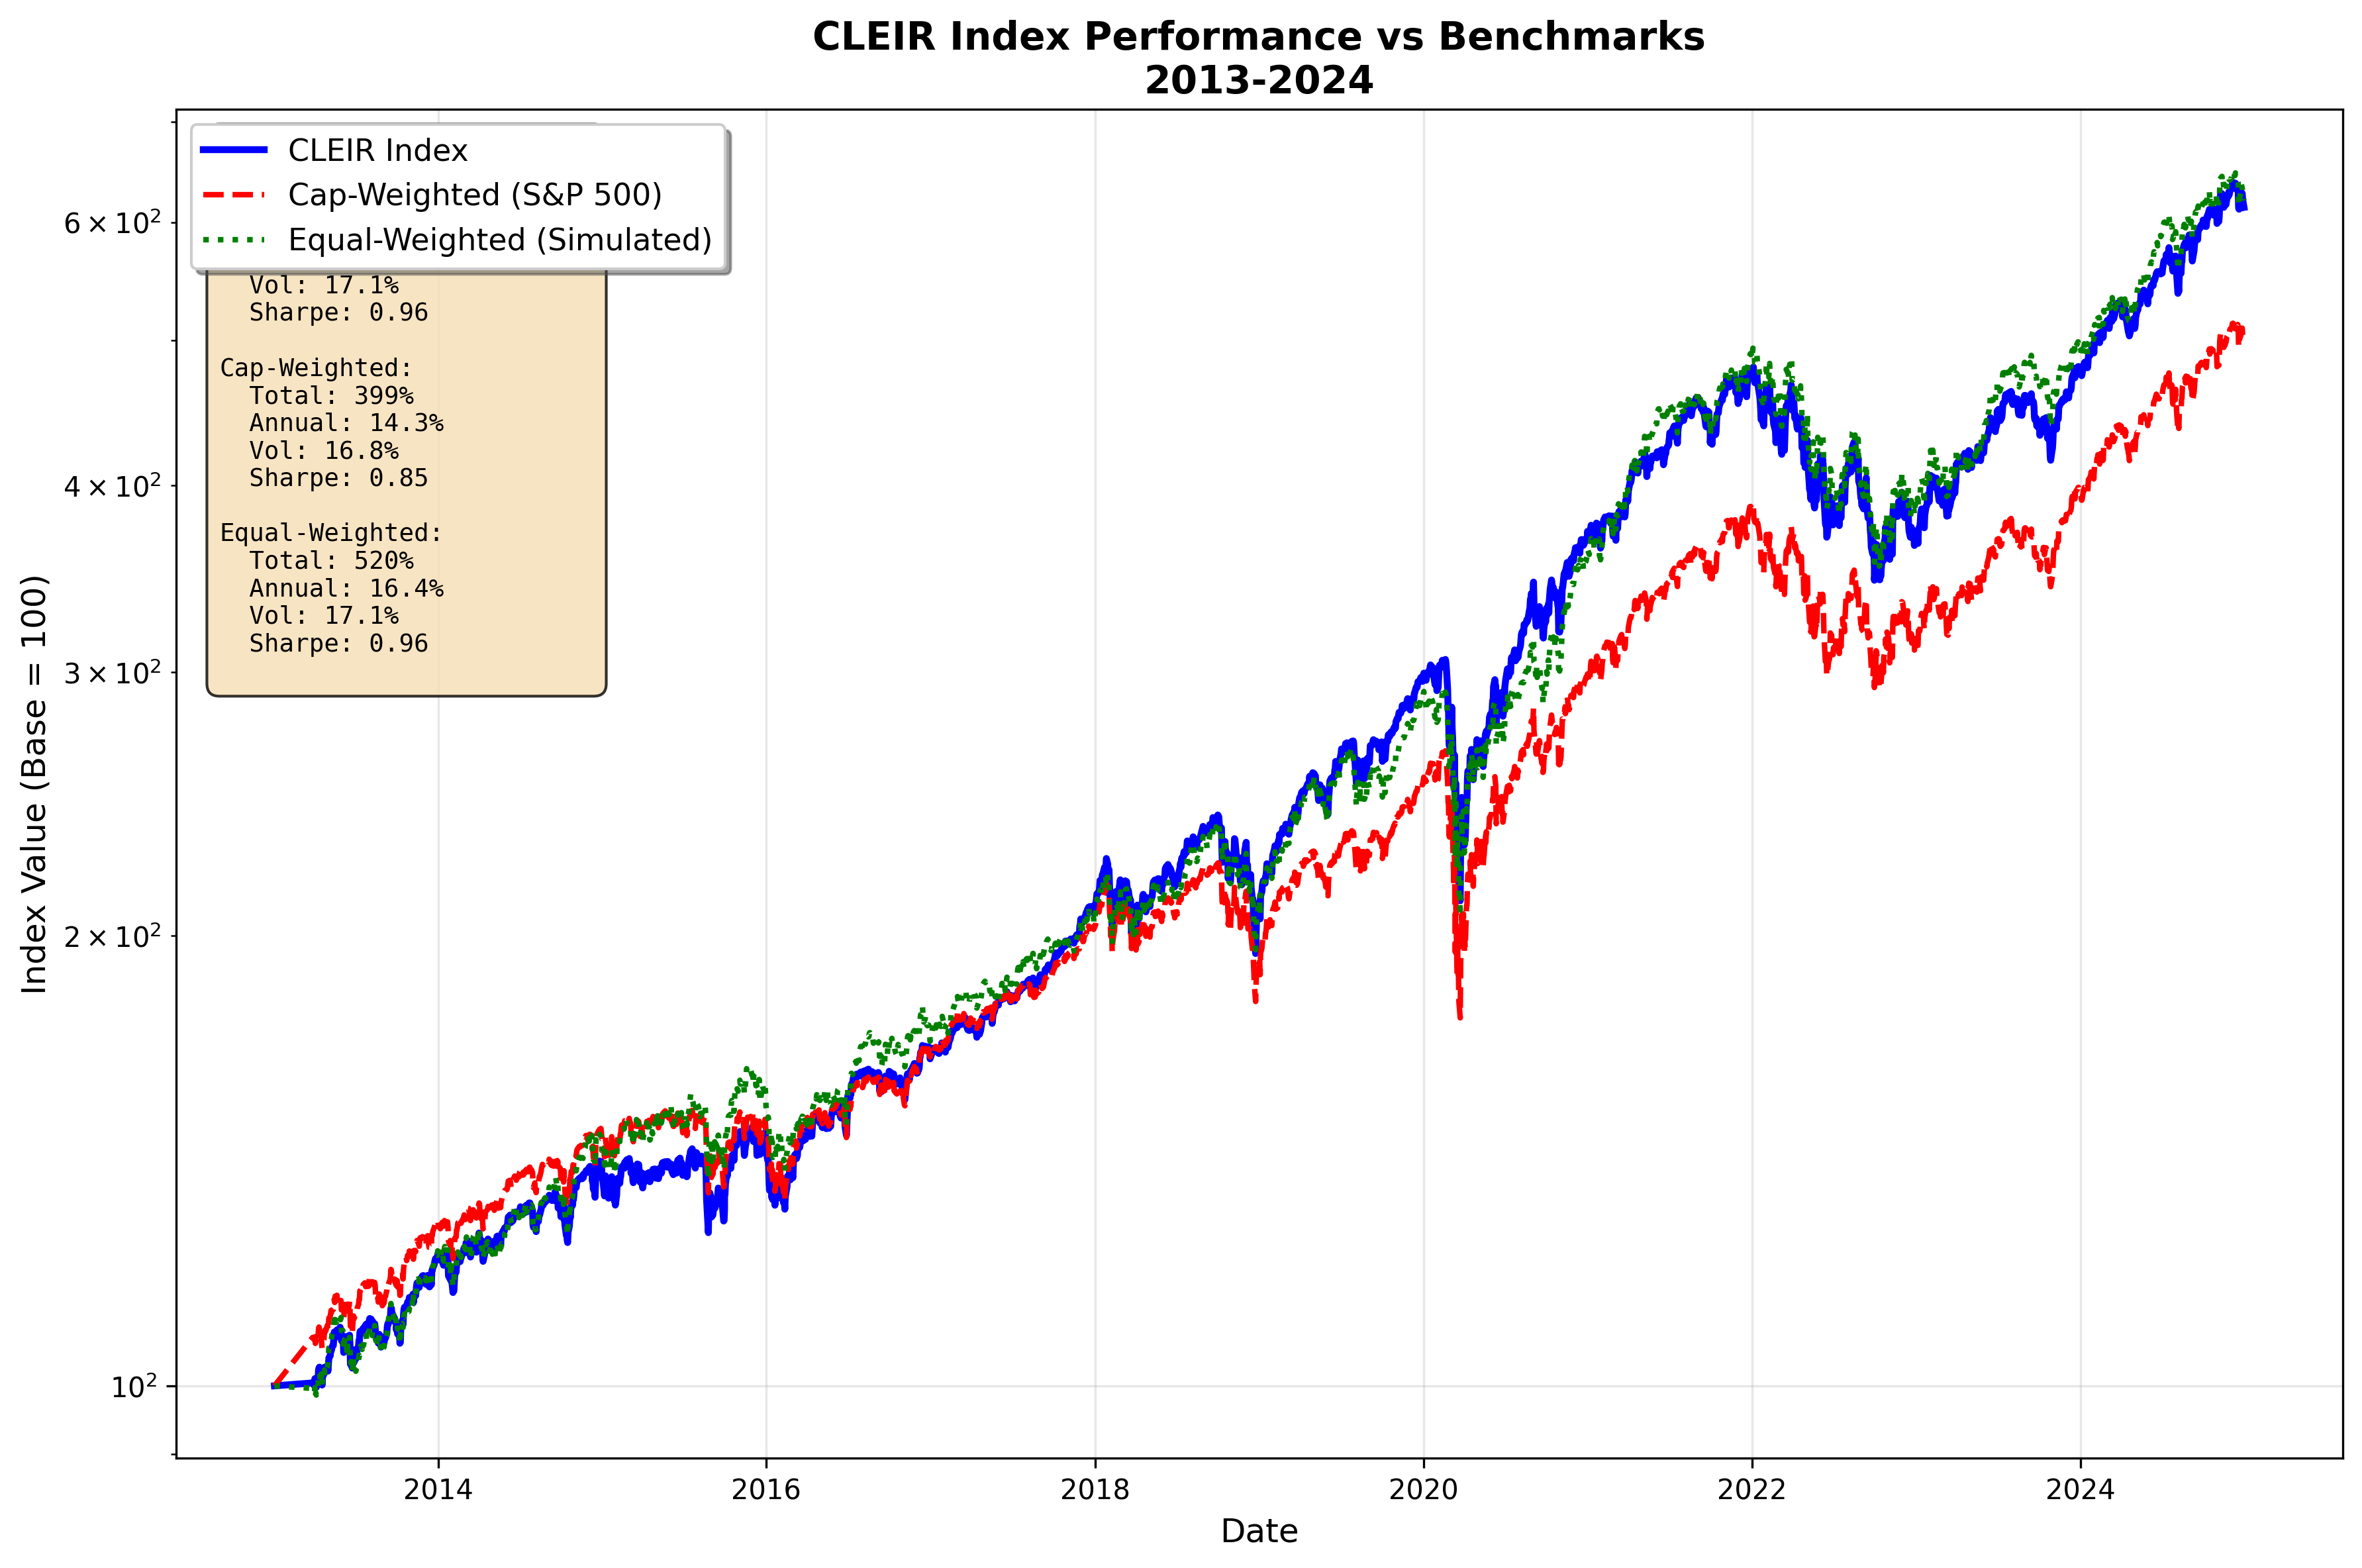 CLEIR Index Performance vs Benchmarks
2013-2024
CLEIR Index
Cap-Weighted (S&P 500)
Equal-Weighted (Simulated)
Vol: 17.1%
Sharpe: 0.96
Cap-Weighted:
Total: 399%
Annual: 14.3%
Vol: 16.8%
Sharpe: 0.85
Equal-Weighted:
Total: 520%
Annual: 16.4%
Vol: 17.1%
Sharpe: 0.96
Index Value (Base = 100)
6 × 10²
4 × 10²
3 × 10²
2 × 10²
10²
2014
2016
2018
2020
2022
2024
Date